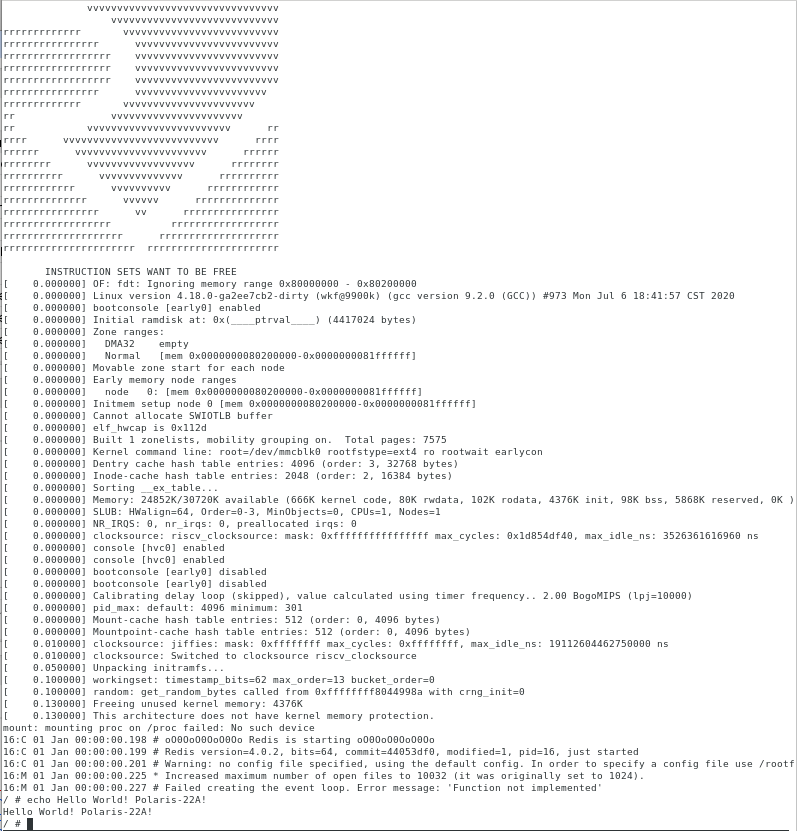 vvvvvvvvvvvvvvvvvvvvvvvvvvvvvvvv
                  vvvvvvvvvvvvvvvvvvvvvvvvvvvv
rrrrrrrrrrrrr       vvvvvvvvvvvvvvvvvvvvvvvvvv
rrrrrrrrrrrrrrrr      vvvvvvvvvvvvvvvvvvvvvvvv
rrrrrrrrrrrrrrrrrr    vvvvvvvvvvvvvvvvvvvvvvvv
rrrrrrrrrrrrrrrrrr    vvvvvvvvvvvvvvvvvvvvvvvv
rrrrrrrrrrrrrrrrrr    vvvvvvvvvvvvvvvvvvvvvvvv
rrrrrrrrrrrrrrrr      vvvvvvvvvvvvvvvvvvvvvv
rrrrrrrrrrrrr       vvvvvvvvvvvvvvvvvvvvvv
rr                vvvvvvvvvvvvvvvvvvvvvv
rr            vvvvvvvvvvvvvvvvvvvvvvvv      rr
rrrr      vvvvvvvvvvvvvvvvvvvvvvvvvv      rrrr
rrrrrr      vvvvvvvvvvvvvvvvvvvvvv      rrrrrr
rrrrrrrr      vvvvvvvvvvvvvvvvvv      rrrrrrrr
rrrrrrrrrr      vvvvvvvvvvvvvv      rrrrrrrrrr
rrrrrrrrrrrr      vvvvvvvvvv      rrrrrrrrrrrr
rrrrrrrrrrrrrr      vvvvvv      rrrrrrrrrrrrrr
rrrrrrrrrrrrrrrr      vv      rrrrrrrrrrrrrrrr
rrrrrrrrrrrrrrrrrr          rrrrrrrrrrrrrrrrrr
rrrrrrrrrrrrrrrrrrrr      rrrrrrrrrrrrrrrrrrrr
rrrrrrrrrrrrrrrrrrrrrr  rrrrrrrrrrrrrrrrrrrrrr
INSTRUCTION SETS WANT TO BE FREE
[    0.000000] OF: fdt: Ignoring memory range 0x80000000 - 0x80200000
[    0.000000] Linux version 4.18.0-ga2ee7cb2-dirty (wkf@9900k) (gcc version 9.2.0 (GCC)) #973 Mon Jul 6 18:41:57 CST 2020
[    0.000000] bootconsole [early0] enabled
[    0.000000] Initial ramdisk at: 0x(____ptrval____) (4417024 bytes)
[    0.000000] Zone ranges:
[    0.000000]   DMA32    empty
[    0.000000]   Normal   [mem 0x0000000080200000-0x0000000081ffffff]
[    0.000000] Movable zone start for each node
[    0.000000] Early memory node ranges
[    0.000000]   node   0: [mem 0x0000000080200000-0x0000000081ffffff]
[    0.000000] Initmem setup node 0 [mem 0x0000000080200000-0x0000000081ffffff]
[    0.000000] Cannot allocate SWIOTLB buffer
[    0.000000] elf_hwcap is 0x112d
[    0.000000] Built 1 zonelists, mobility grouping on.  Total pages: 7575
[    0.000000] Kernel command line: root=/dev/mmcblk0 rootfstype=ext4 ro rootwait earlycon
[    0.000000] Dentry cache hash table entries: 4096 (order: 3, 32768 bytes)
[    0.000000] Inode-cache hash table entries: 2048 (order: 2, 16384 bytes)
[    0.000000] Sorting __ex_table...
[    0.000000] Memory: 24852K/30720K available (666K kernel code, 80K rwdata, 102K rodata, 4376K init, 98K bss, 5868K reserved, 0K )
[    0.000000] SLUB: HWalign=64, Order=0-3, MinObjects=0, CPUs=1, Nodes=1
[    0.000000] NR_IRQS: 0, nr_irqs: 0, preallocated irqs: 0
[    0.000000] clocksource: riscv_clocksource: mask: 0xffffffffffffffff max_cycles: 0x1d854df40, max_idle_ns: 3526361616960 ns
[    0.000000] console [hvc0] enabled
[    0.000000] console [hvc0] enabled
[    0.000000] bootconsole [early0] disabled
[    0.000000] bootconsole [early0] disabled
[    0.000000] Calibrating delay loop (skipped), value calculated using timer frequency.. 2.00 BogoMIPS (lpj=10000)
[    0.000000] pid_max: default: 4096 minimum: 301
[    0.000000] Mount-cache hash table entries: 512 (order: 0, 4096 bytes)
[    0.000000] Mountpoint-cache hash table entries: 512 (order: 0, 4096 bytes)
[    0.010000] clocksource: jiffies: mask: 0xffffffff max_cycles: 0xffffffff, max_idle_ns: 19112604462750000 ns
[    0.010000] clocksource: Switched to clocksource riscv_clocksource
[    0.050000] Unpacking initramfs...
[    0.100000] workingset: timestamp_bits=62 max_order=13 bucket_order=0
[    0.100000] random: get_random_bytes called from 0xffffffff8044998a with crng_init=0
[    0.130000] Freeing unused kernel memory: 4376K
[    0.130000] This architecture does not have kernel memory protection.
mount: mounting proc on /proc failed: No such device
16:C 01 Jan 00:00:00.198 # oO0OoO0OoO0Oo Redis is starting oO0OoO0OoO0Oo
16:C 01 Jan 00:00:00.199 # Redis version=4.0.2, bits=64, commit=44053df0, modified=1, pid=16, just started
16:C 01 Jan 00:00:00.201 # Warning: no config file specified, using the default config. In order to specify a config file use /rootf
16:M 01 Jan 00:00:00.225 * Increased maximum number of open files to 10032 (it was originally set to 1024).
16:M 01 Jan 00:00:00.227 # Failed creating the event loop. Error message: 'Function not implemented'
/ # echo Hello World! Polaris-22A!
Hello World! Polaris-22A!
/ #